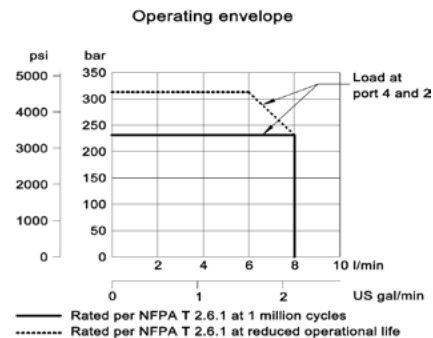 Operating envelope
psi
bar
5000
4000
3000
2000
1000
0
350
300
250
200
150
100
50
0
Load at
port 4 and 2
2 4 6 8 10 l/min
0 1 2 US gal/min
Rated per NFPA T 2.6.1 at 1 million cycles
Rated per NFPA T 2.6.1 at reduced operational life